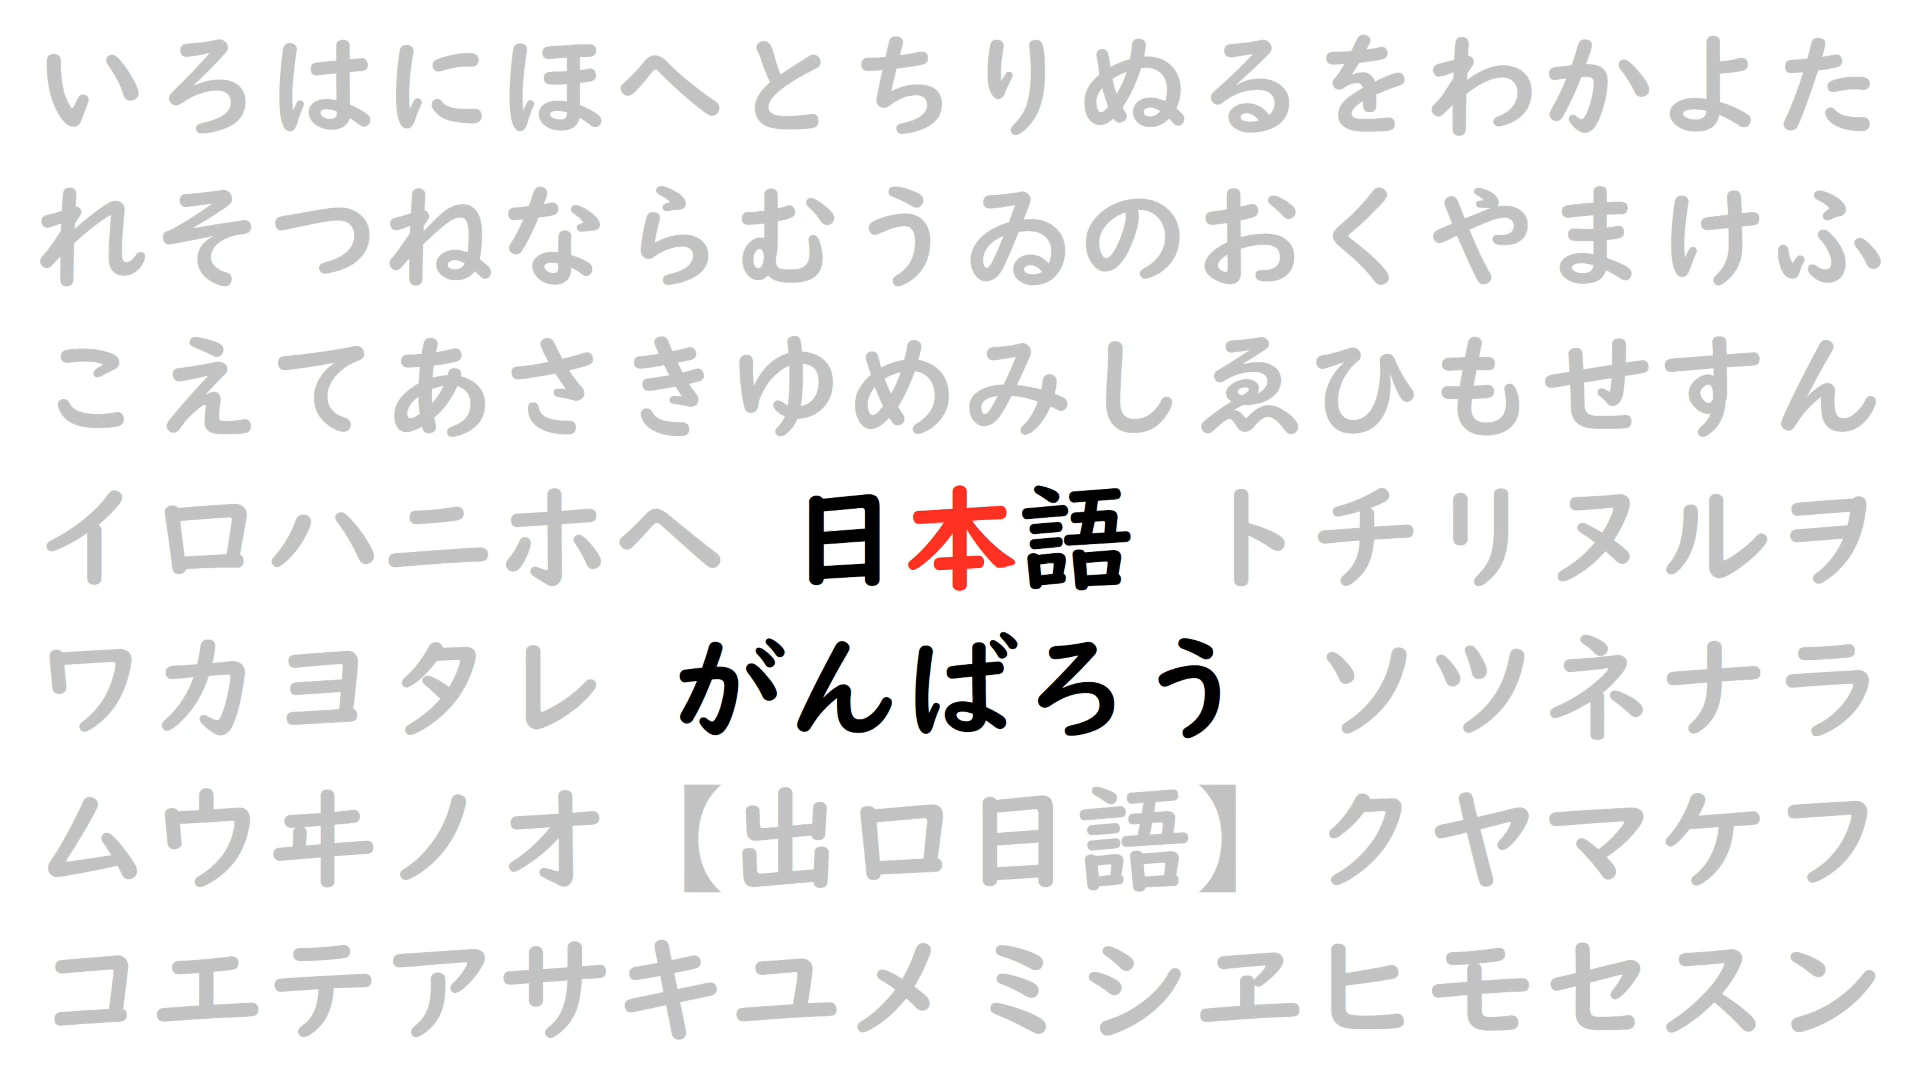 いろはにほへとちりぬるをわかよた
れそつねならむうゐのおくやまけふ
こえてあさきゆめみしゑひもせすん
イロハニホヘ 日本語 トチリヌルヲ
ワカヨタレ がんばろう ソツネナラ
ムウヰノオ 【出口日語】 クヤマケフ
コエテアサキユメミシヱヒモセスン